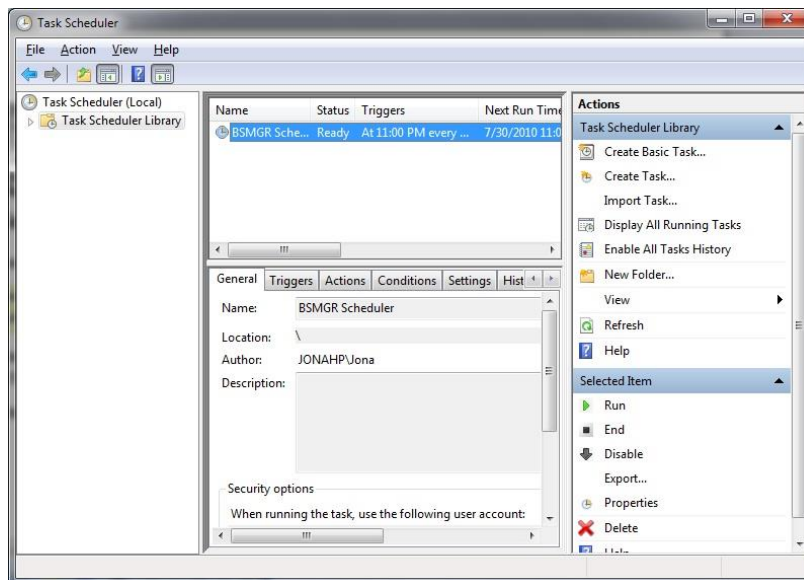 Task Scheduler
File Action View Help
Task Scheduler (Local)
Task Scheduler Library
Name Status Triggers Next Run Time
BSMGR Sche... Ready At 11:00 PM every ... 7/30/2010 11:0
General Triggers Actions Conditions Settings Hist
Name: BSMGR Scheduler
Location: \
Author: JONAHP\Jona
Description:
Security options
When running the task, use the following user account:
Actions
Task Scheduler Library
Create Basic Task...
Create Task...
Import Task...
Display All Running Tasks
Enable All Tasks History
New Folder...
View
Refresh
Help
Selected Item
Run
End
Disable
Export...
Properties
Delete
Help